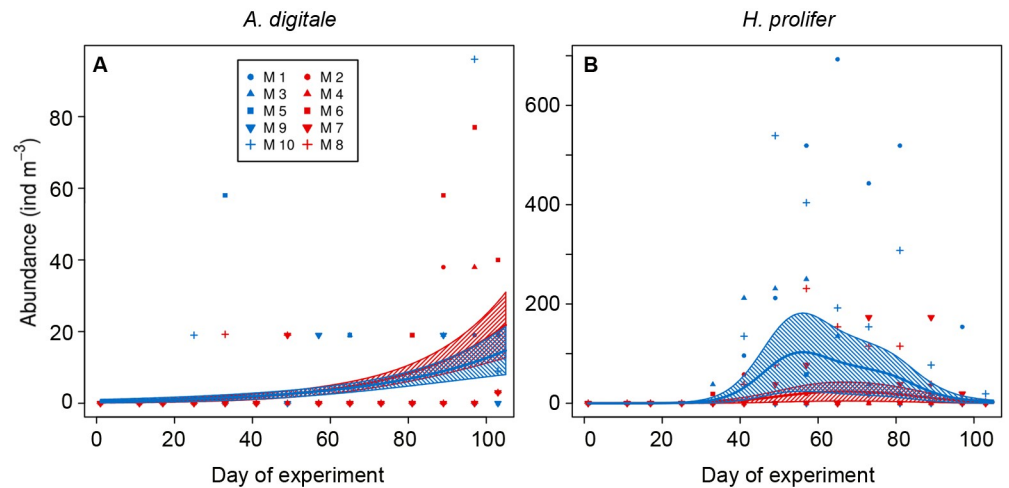 A. digitale
H. prolifer
A
M 1 M 2
M 3 M 4
M 5 M 6
M 9 M 7
M 10 M 8
Abundance (ind m⁻³)
80
60
40
20
0
0 20 40 60 80 100
Day of experiment
B
600
400
200
0
0 20 40 60 80 100
Day of experiment